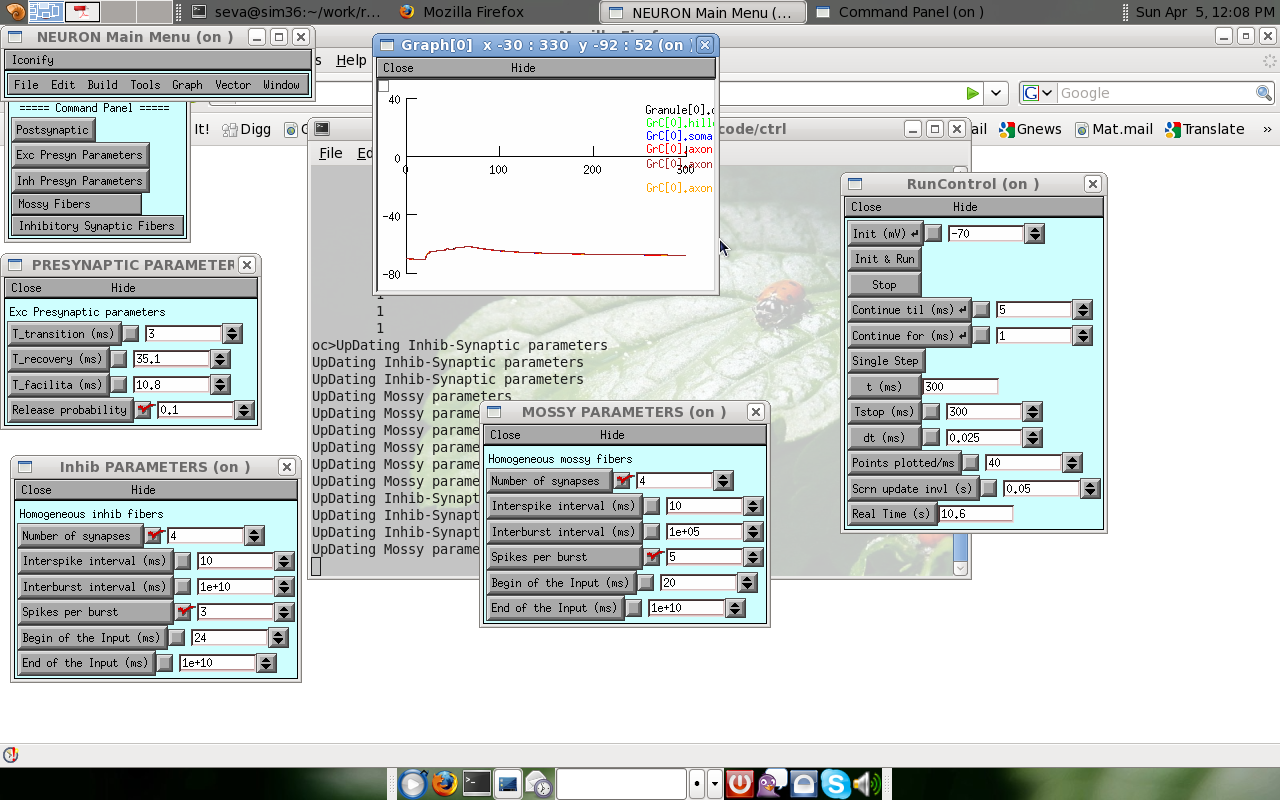 seva@sim36:~/work/r...
Mozilla Firefox
NEURON Main Menu (...
Command Panel (on )
Sun Apr 5, 12:08 PM
NEURON Main Menu (on )
Iconify
File Edit Build Tools Graph Vector Window
Help
Google
It! Digg
Gnews Mat.mail Translate »
===== Command Panel =====
Postsynaptic
Exc Presyn Parameters
Inh Presyn Parameters
Mossy Fibers
Inhibitory Synaptic Fibers
Graph[0] x -30 : 330 y -92 : 52 (on )
Close Hide
40
0
-40
-80
0 100 200 300
Granule[0].
GrC[0].hill
GrC[0].soma
GrC[0].axon
GrC[0].axon
GrC[0].axon
code/ctrl
File
PRESYNAPTIC PARAMETER
Close Hide
Exc Presynaptic parameters
T_transition (ms) 3
T_recovery (ms) 35.1
T_facilita (ms) 10.8
Release probability 0.1
Inhib PARAMETERS (on )
Close Hide
Homogeneous inhib fibers
Number of synapses 4
Interspike interval (ms) 10
Interburst interval (ms) 1e+10
Spikes per burst 3
Begin of the Input (ms) 24
End of the Input (ms) 1e+10
1
1
oc>UpDating Inhib-Synaptic parameters
UpDating Inhib-Synaptic parameters
UpDating Inhib-Synaptic parameters
UpDating Mossy parameters
UpDating Mossy parame
UpDating Mossy parame
UpDating Mossy parame
UpDating Mossy parame
UpDating Mossy parame
UpDating Inhib-Synapt
UpDating Inhib-Synapt
UpDating Inhib-Synapt
UpDating Mossy parame
MOSSY PARAMETERS (on )
Close Hide
Homogeneous mossy fibers
Number of synapses 4
Interspike interval (ms) 10
Interburst interval (ms) 1e+05
Spikes per burst 5
Begin of the Input (ms) 20
End of the Input (ms) 1e+10
RunControl (on )
Close Hide
Init (mV) -70
Init & Run
Stop
Continue til (ms) 5
Continue for (ms) 1
Single Step
t (ms) 300
Tstop (ms) 300
dt (ms) 0.025
Points plotted/ms 40
Scrn update invl (s) 0.05
Real Time (s) 10.6